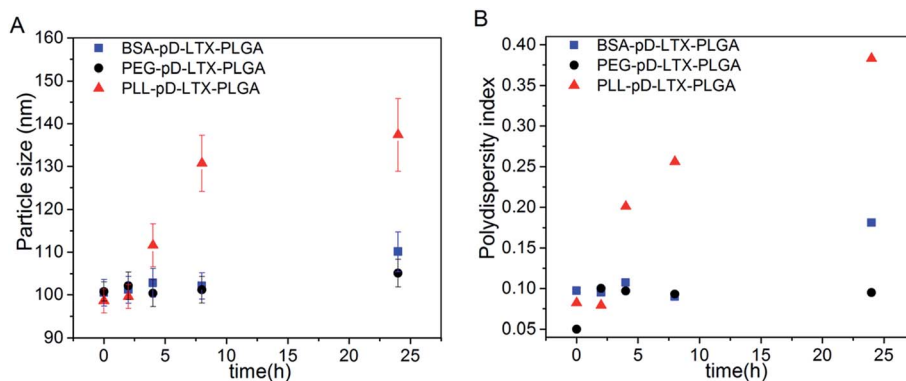 A
160
150
140
130
120
110
100
90
Particle size (nm)
BSA-pD-LTX-PLGA
PEG-pD-LTX-PLGA
PLL-pD-LTX-PLGA
0 5 10 15 20 25
time(h)
B
0.40
0.35
0.30
0.25
0.20
0.15
0.10
0.05
Polydispersity index
BSA-pD-LTX-PLGA
PEG-pD-LTX-PLGA
PLL-pD-LTX-PLGA
0 5 10 15 20 25
time(h)